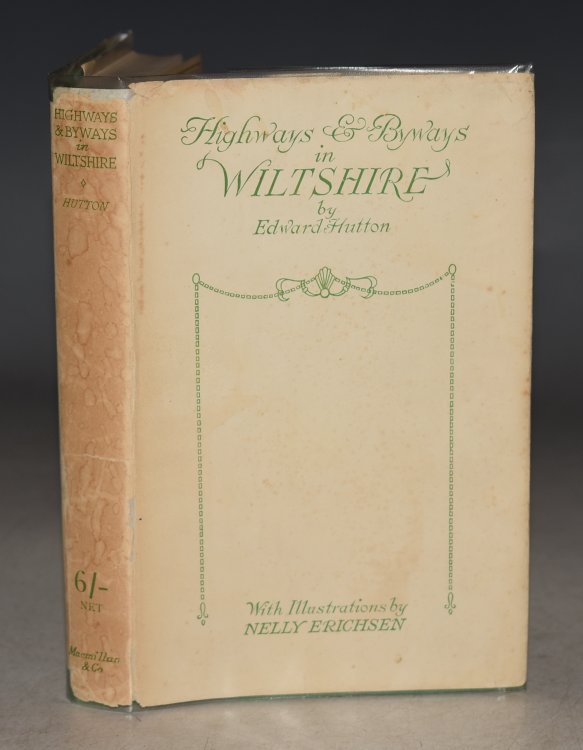 HIGHWAYS
& BYWAYS
in
WILTSHIRE
HUTTON
6/-
NET
Macmillan
& Co
Highways & Byways
in
WILTSHIRE
by
Edward Hutton
With Illustrations by
NELLY ERICHSEN